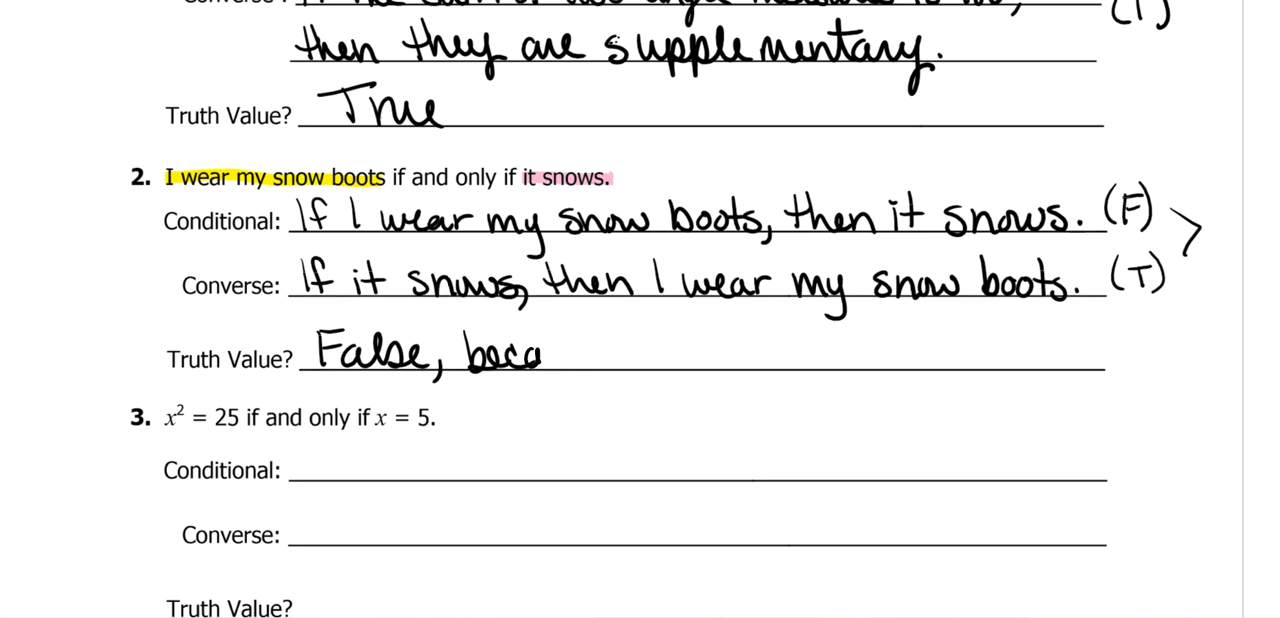 then they are supplementary.
Truth Value? True
2. I wear my snow boots if and only if it snows.
Conditional: If I wear my snow boots, then it snows. (F)
Converse: If it snows, then I wear my snow boots. (T)
Truth Value? False, beca
3. x² = 25 if and only if x = 5.
Conditional:
Converse:
Truth Value?